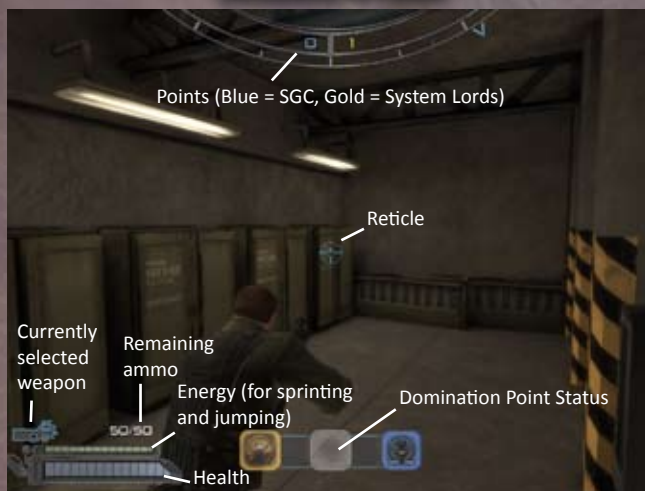 0 1
Points (Blue = SGC, Gold = System Lords)
Reticle
Currently
selected
weapon
Remaining
ammo
Energy (for sprinting
and jumping)
50/50
Domination Point Status
Health